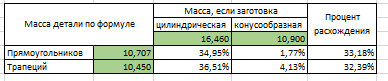 Масса детали по формуле
Масса, если заготовка
Процент расхождения
цилиндрическая конусообразная
16,460 10,900
Прямоугольников 10,707 34,95% 1,77% 33,18%
Трапеций 10,450 36,51% 4,13% 32,39%